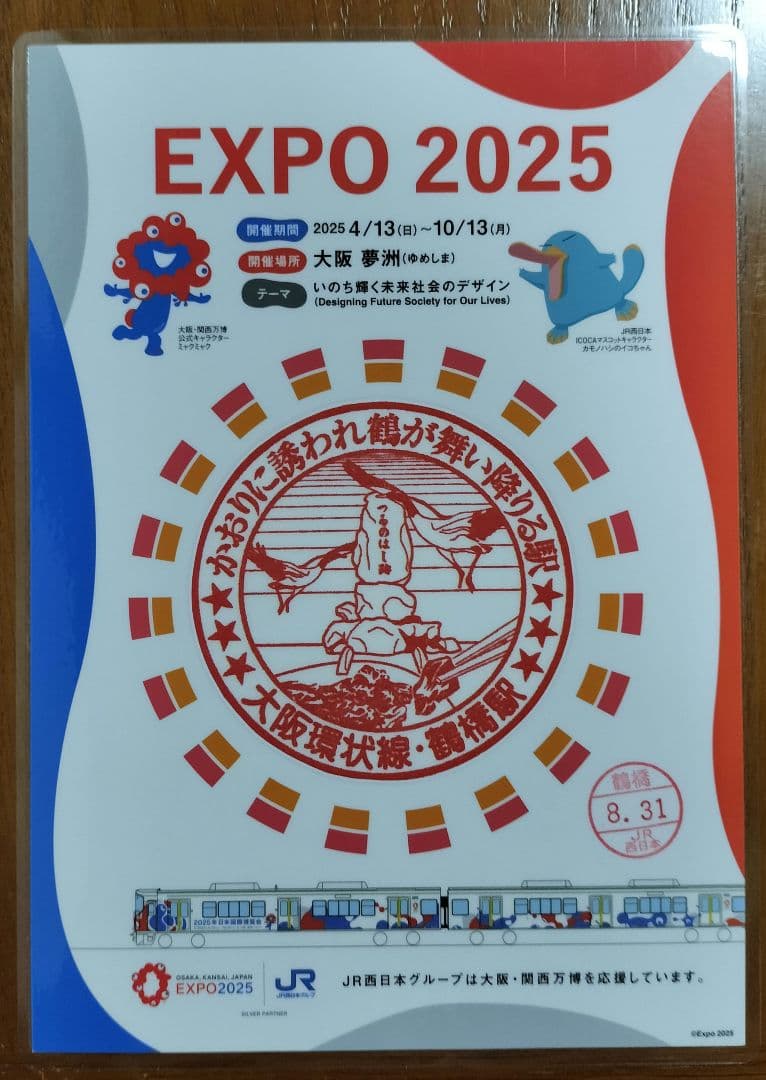 EXPO 2025
開催期間 2025 4/13(日)〜10/13(月)
開催場所 大阪 夢洲(ゆめしま)
テーマ いのち輝く未来社会のデザイン
(Designing Future Society for Our Lives)
大阪・関西万博
公式キャラクター
ミャクミャク
JR西日本
ICOCAマスコットキャラクター
カモノハシのイコちゃん
かおりに誘われ鶴が舞い降りる駅
つるのはし跡
★★★大阪環状線・鶴橋駅★★★
鶴橋
8.31
JR
西日本
2025年日本国際博覧会
OSAKA, KANSAI, JAPAN
EXPO2025
JR
JR西日本グループ
SILVER PARTNER
JR西日本グループは大阪・関西万博を応援しています。
©Expo 2025